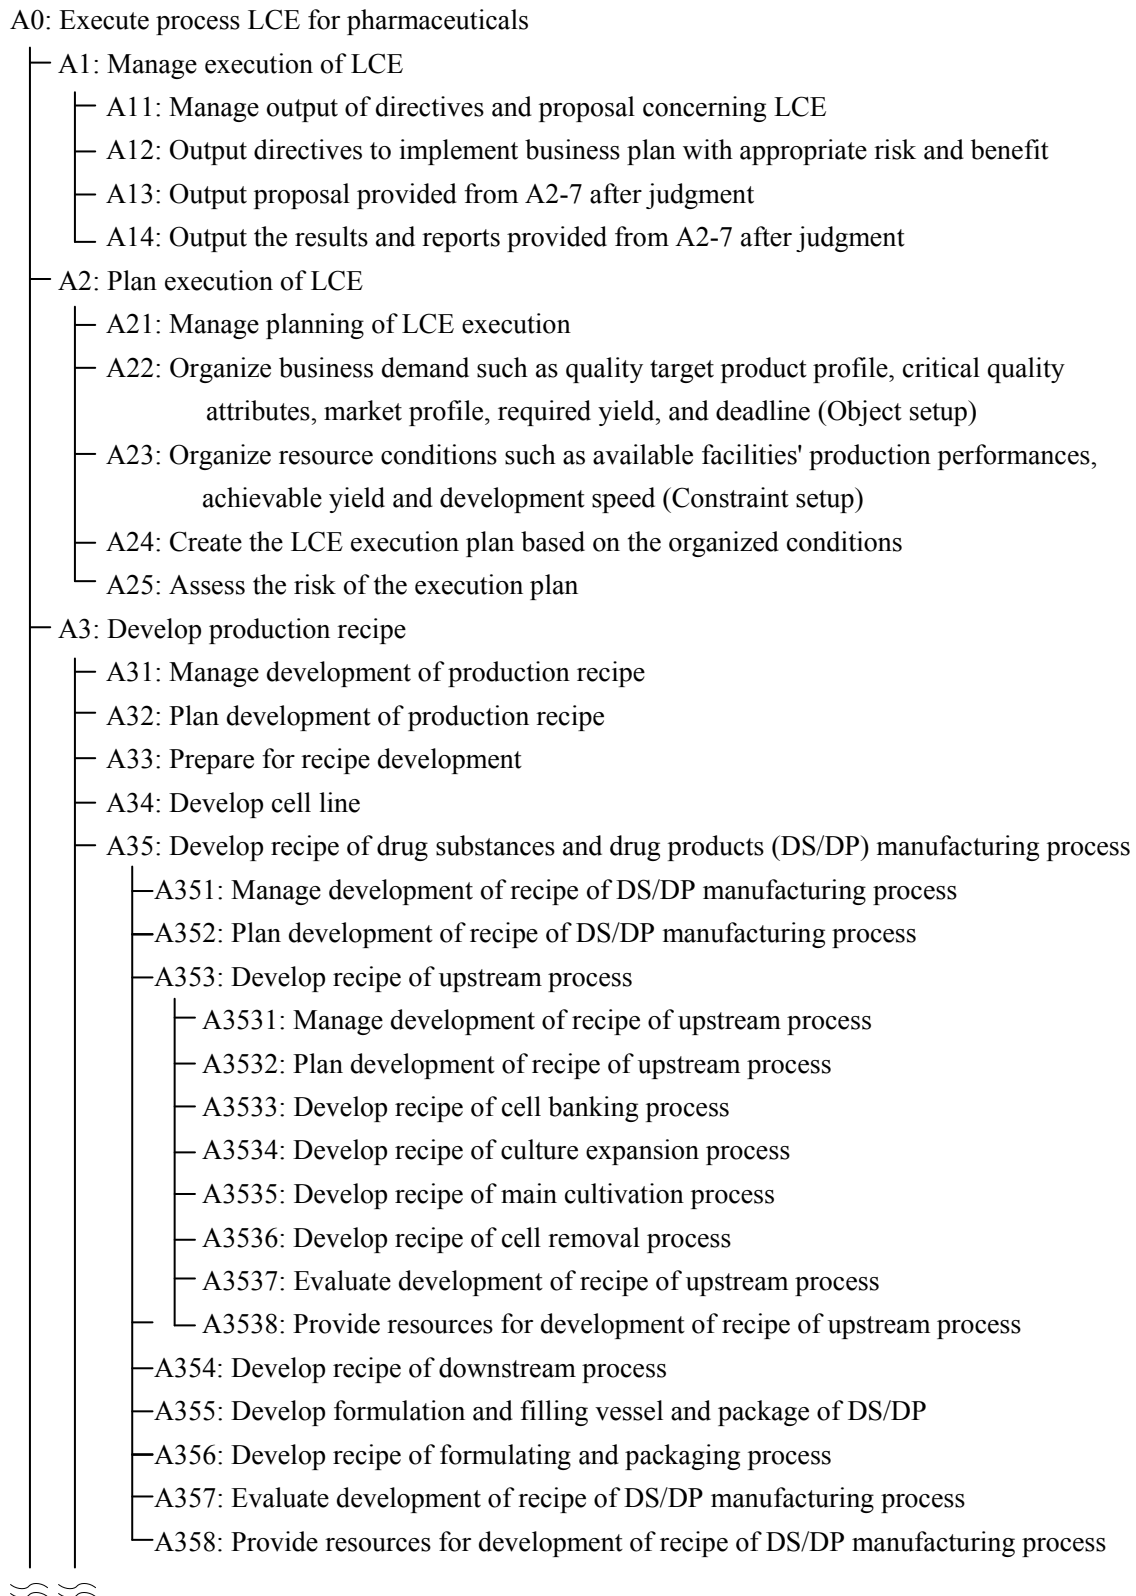 A0: Execute process LCE for pharmaceuticals
A1: Manage execution of LCE
A11: Manage output of directives and proposal concerning LCE
A12: Output directives to implement business plan with appropriate risk and benefit
A13: Output proposal provided from A2-7 after judgment
A14: Output the results and reports provided from A2-7 after judgment
A2: Plan execution of LCE
A21: Manage planning of LCE execution
A22: Organize business demand such as quality target product profile, critical quality
attributes, market profile, required yield, and deadline (Object setup)
A23: Organize resource conditions such as available facilities' production performances,
achievable yield and development speed (Constraint setup)
A24: Create the LCE execution plan based on the organized conditions
A25: Assess the risk of the execution plan
A3: Develop production recipe
A31: Manage development of production recipe
A32: Plan development of production recipe
A33: Prepare for recipe development
A34: Develop cell line
A35: Develop recipe of drug substances and drug products (DS/DP) manufacturing process
A351: Manage development of recipe of DS/DP manufacturing process
A352: Plan development of recipe of DS/DP manufacturing process
A353: Develop recipe of upstream process
A3531: Manage development of recipe of upstream process
A3532: Plan development of recipe of upstream process
A3533: Develop recipe of cell banking process
A3534: Develop recipe of culture expansion process
A3535: Develop recipe of main cultivation process
A3536: Develop recipe of cell removal process
A3537: Evaluate development of recipe of upstream process
A3538: Provide resources for development of recipe of upstream process
A354: Develop recipe of downstream process
A355: Develop formulation and filling vessel and package of DS/DP
A356: Develop recipe of formulating and packaging process
A357: Evaluate development of recipe of DS/DP manufacturing process
A358: Provide resources for development of recipe of DS/DP manufacturing process